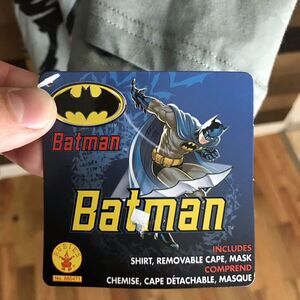 Batman
Batman
INCLUDES
SHIRT, REMOVABLE CAPE, MASK
COMPREND
CHEMISE, CAPE DÉTACHABLE, MASQUE